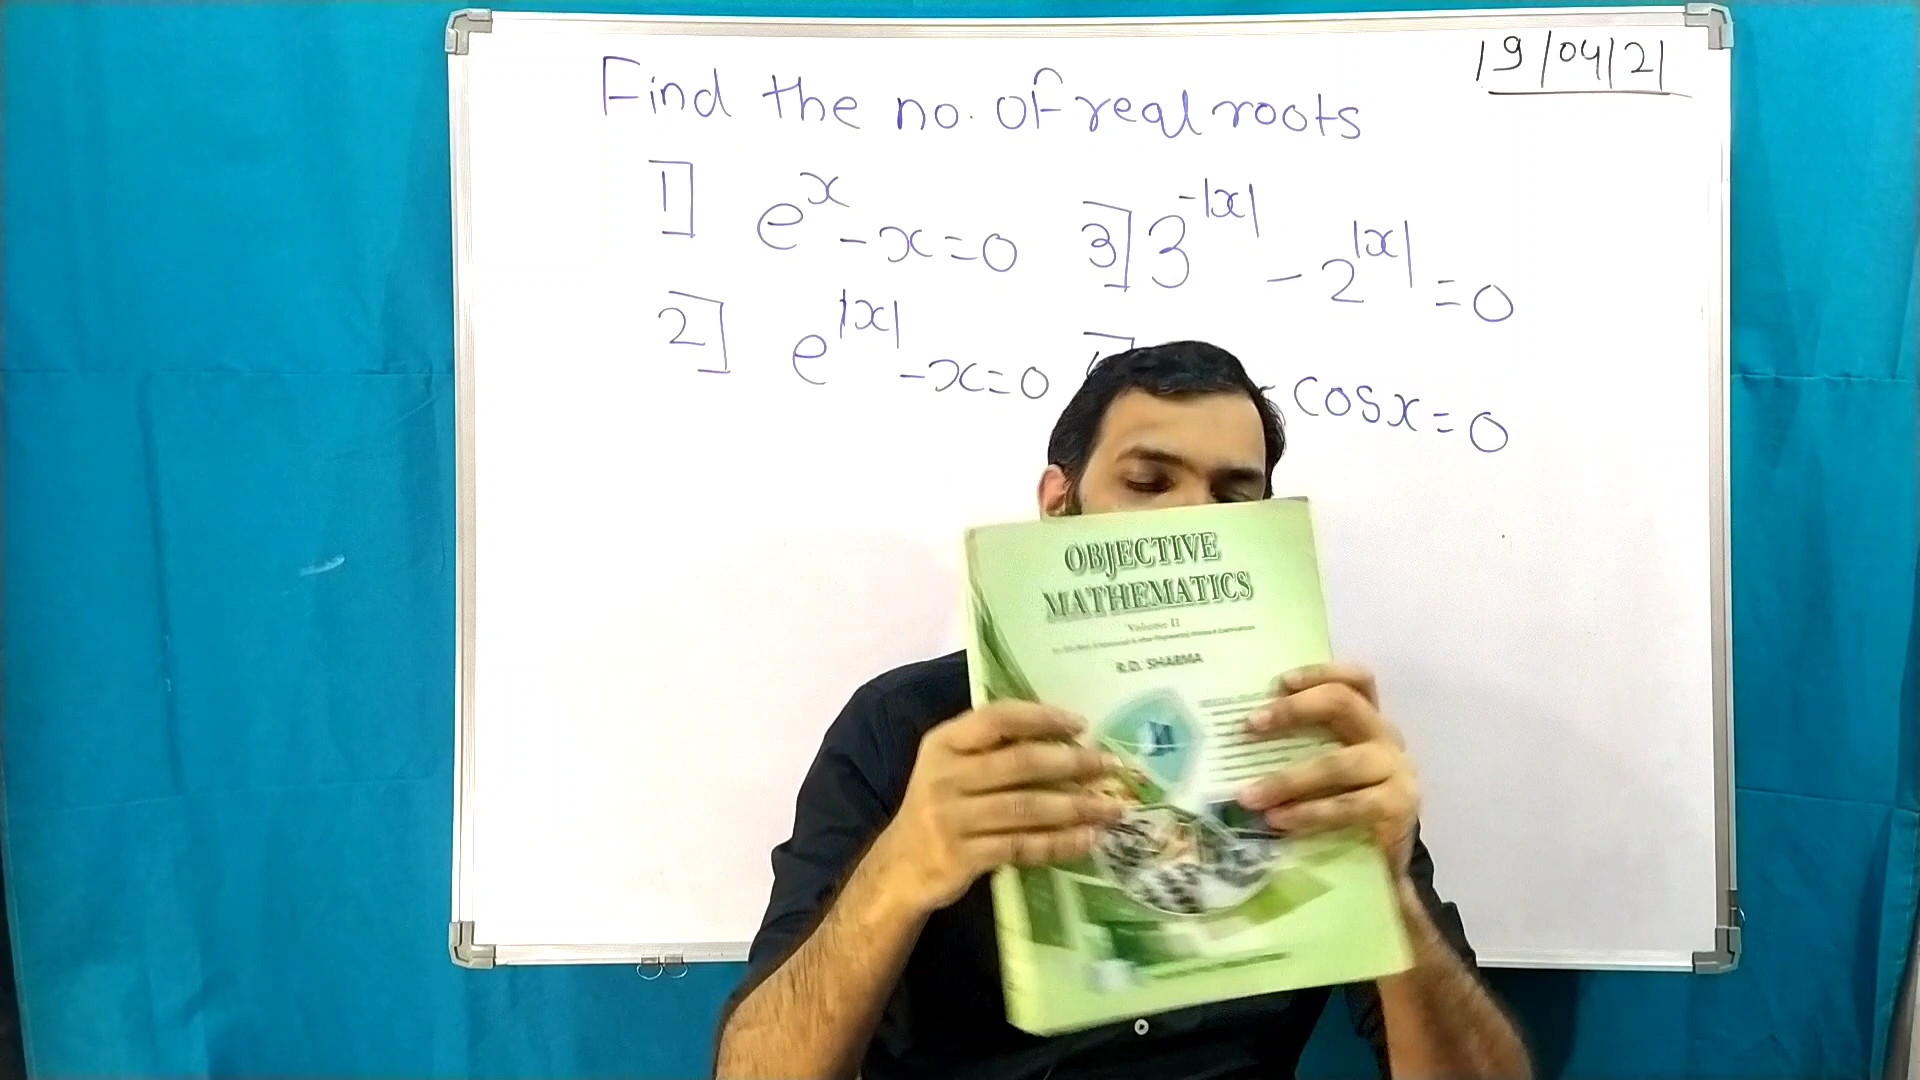 19/04/21
Find the no. of real roots
1] e^x - x = 0
3] 3^-|x| - 2^|x| = 0
2] e^|x| - x = 0
- cosx = 0
OBJECTIVE
MATHEMATICS
Volume II
R.D. SHARMA